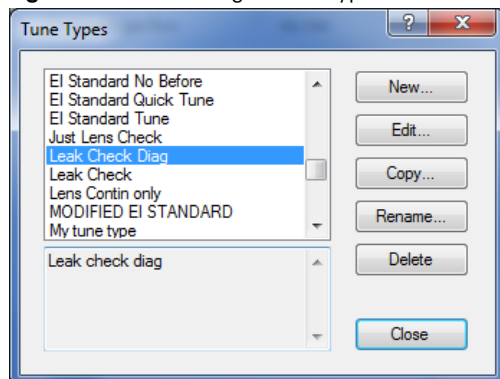 Tune Types
EI Standard No Before
EI Standard Quick Tune
EI Standard Tune
Just Lens Check
Leak Check Diag
Leak Check
Lens Contin only
MODIFIED EI STANDARD
My tune type
Leak check diag
?
X
New...
Edit...
Copy...
Rename...
Delete
Close